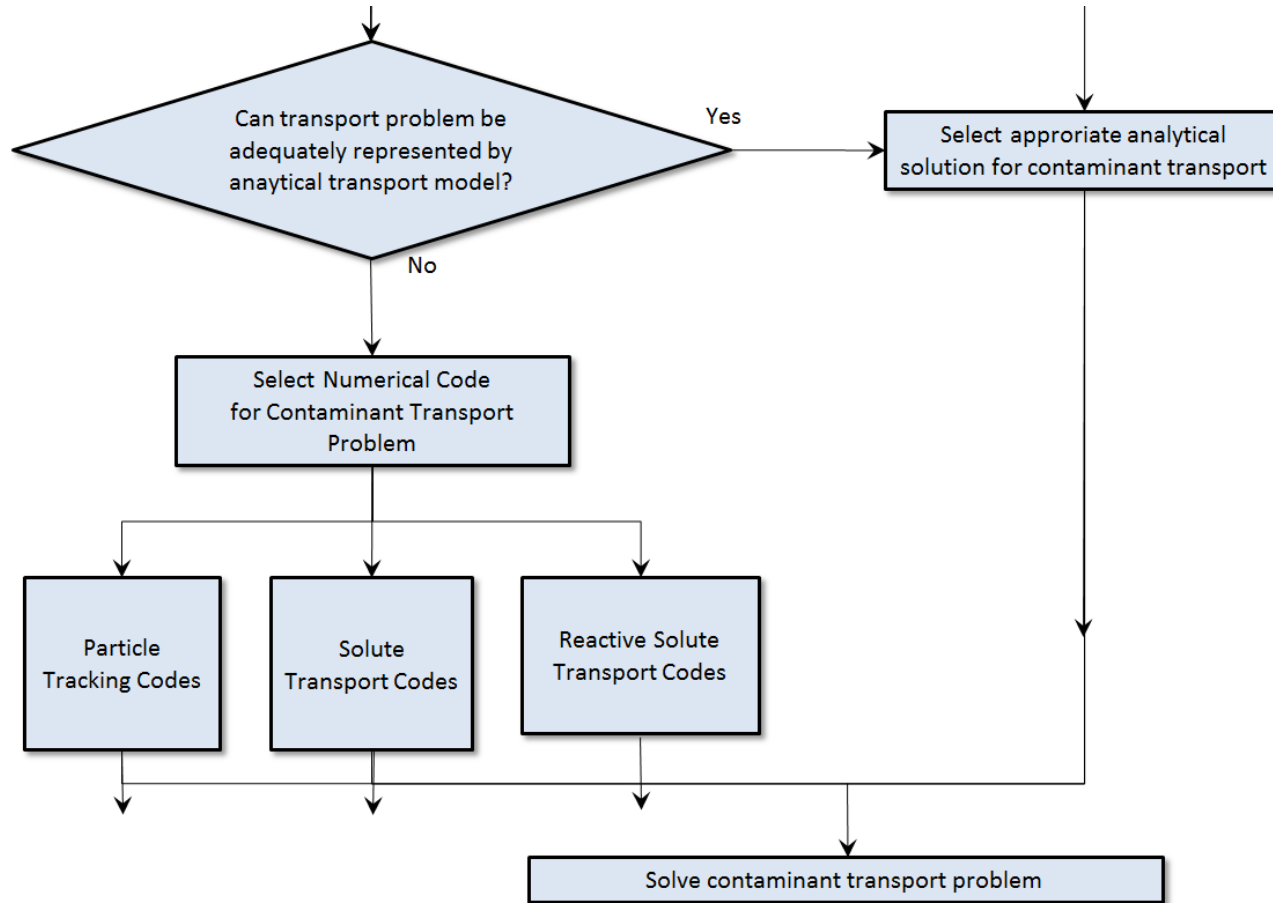 Can transport problem be
adequately represented by
anaytical transport model?
Yes
Select approriate analytical
solution for contaminant transport
No
Select Numerical Code
for Contaminant Transport
Problem
Particle
Tracking Codes
Solute
Transport Codes
Reactive Solute
Transport Codes
Solve contaminant transport problem